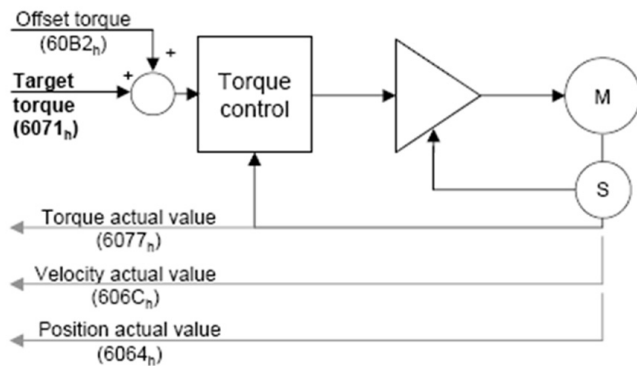 Offset torque
(60B2h)
+
+
Target
torque
(6071h)
Torque
control
M
S
Torque actual value
(6077h)
Velocity actual value
(606Ch)
Position actual value
(6064h)